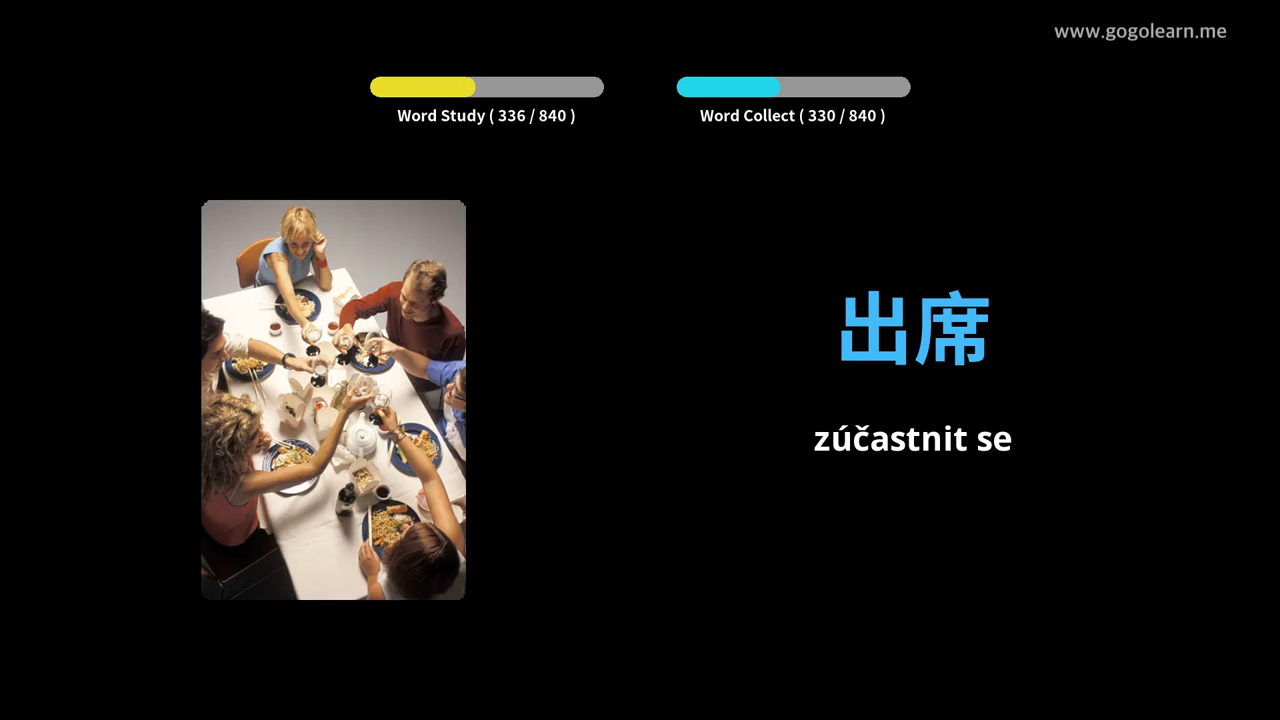 www.gogolearn.me
Word Study ( 336 / 840 )
Word Collect ( 330 / 840 )
出席
zúčastnit se